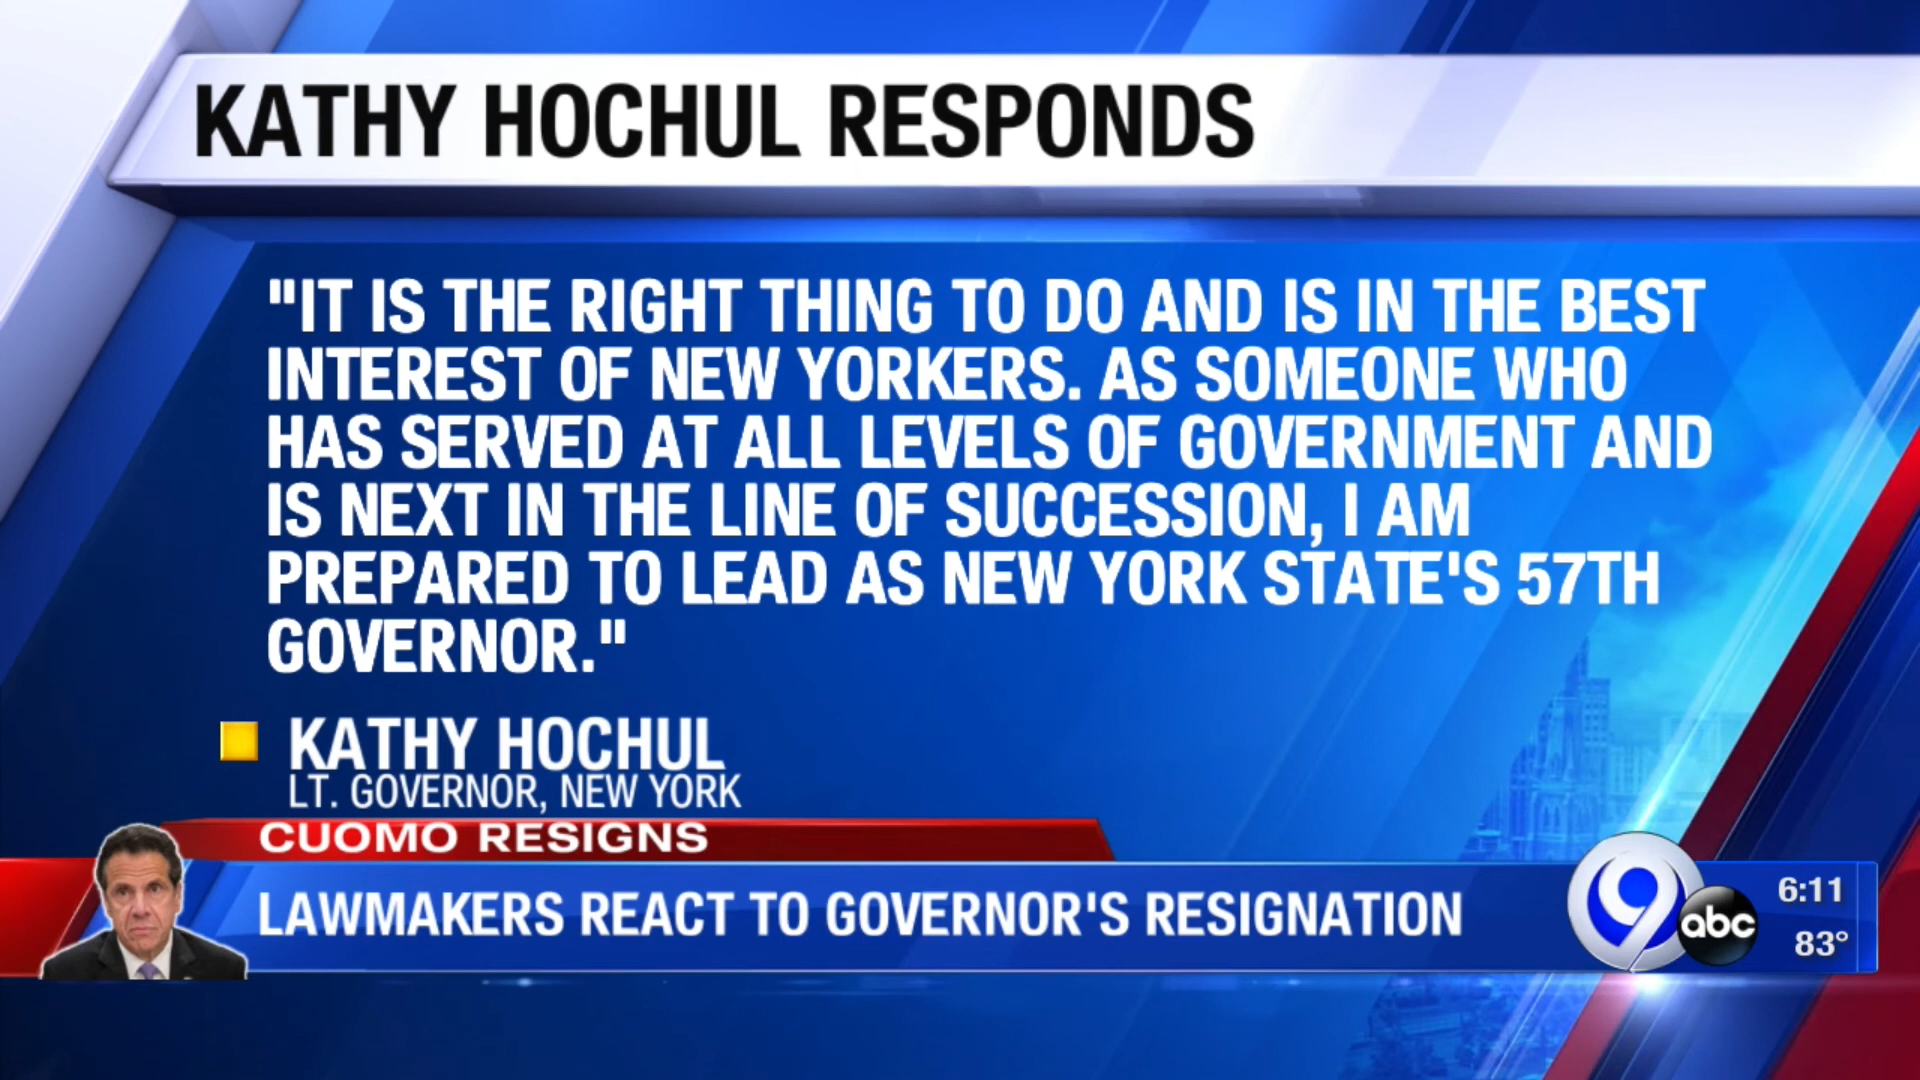 KATHY HOCHUL RESPONDS
"IT IS THE RIGHT THING TO DO AND IS IN THE BEST
INTEREST OF NEW YORKERS. AS SOMEONE WHO
HAS SERVED AT ALL LEVELS OF GOVERNMENT AND
IS NEXT IN THE LINE OF SUCCESSION, I AM
PREPARED TO LEAD AS NEW YORK STATE'S 57TH
GOVERNOR."
KATHY HOCHUL
LT. GOVERNOR, NEW YORK
CUOMO RESIGNS
LAWMAKERS REACT TO GOVERNOR'S RESIGNATION
9
abc
6:11
83°